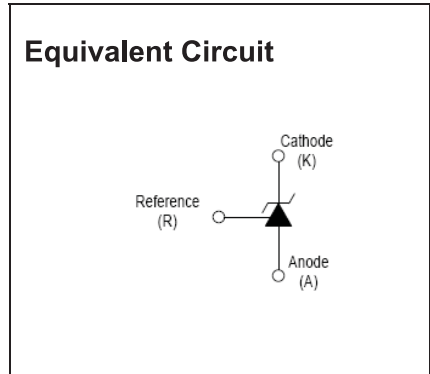 Equivalent Circuit
Cathode
(K)
Reference
(R)
Anode
(A)